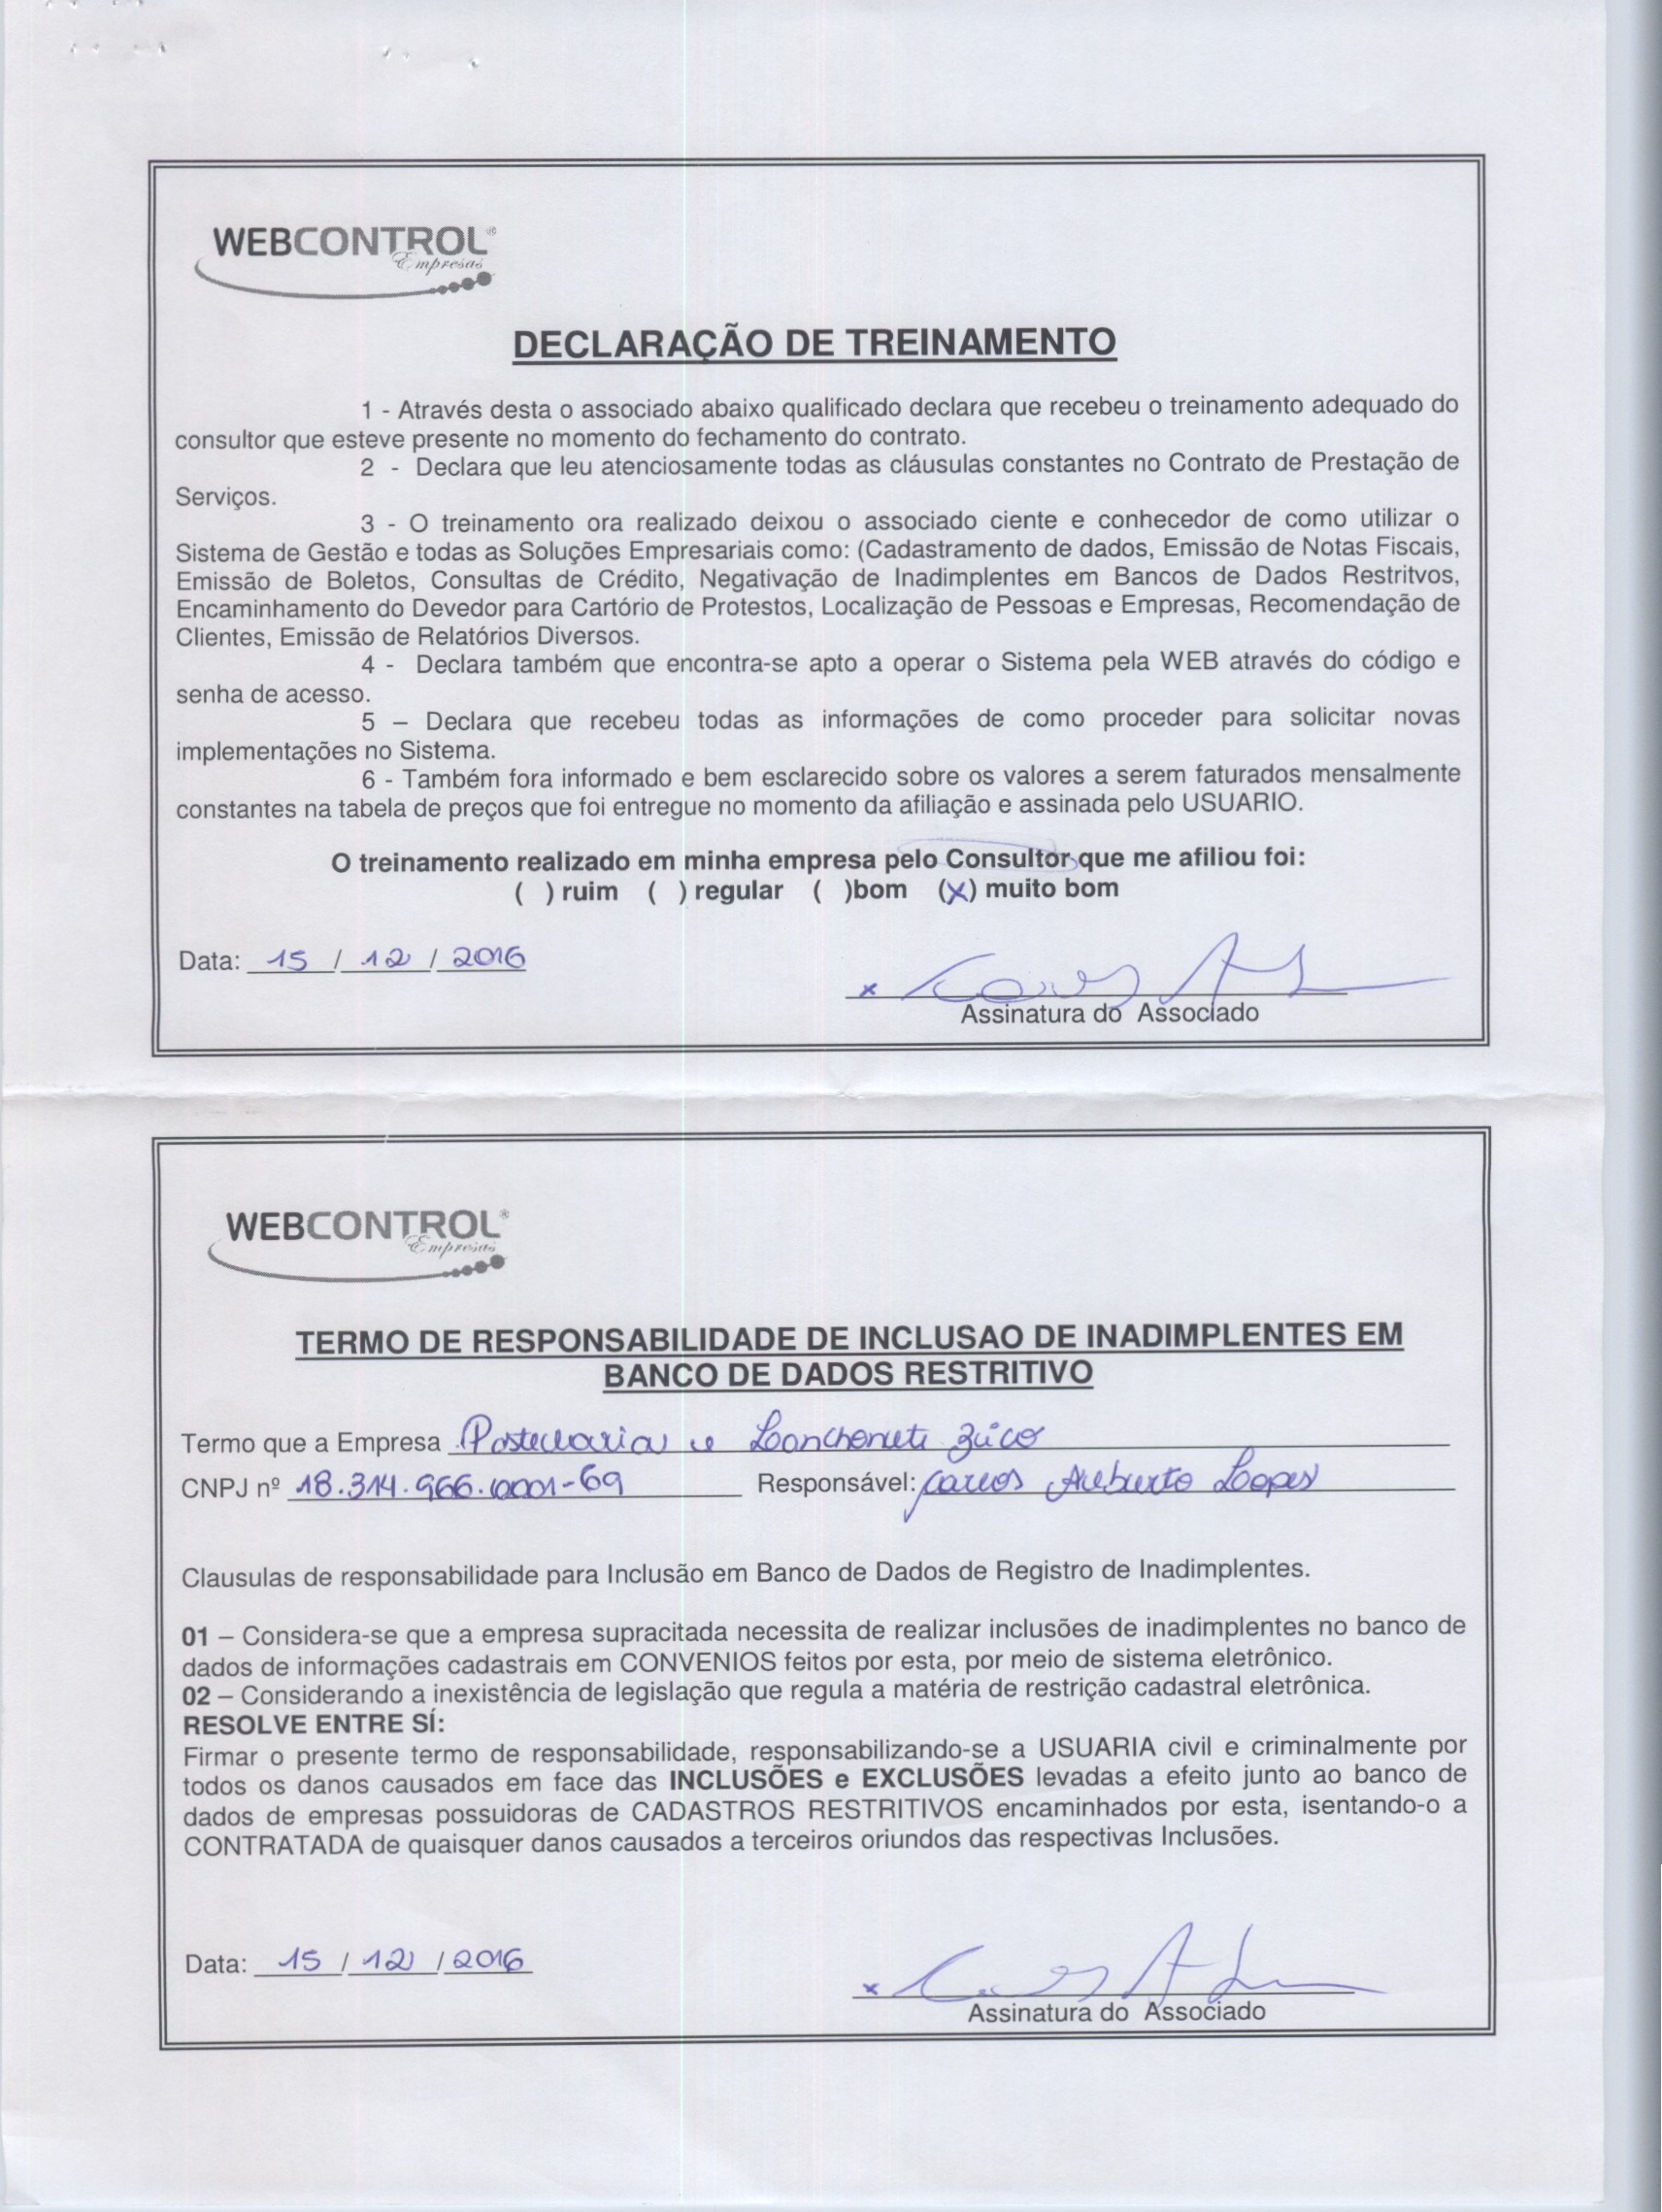 WEBCONTROL®
Empresas
DECLARAÇÃO DE TREINAMENTO
1 - Através desta o associado abaixo qualificado declara que recebeu o treinamento adequado do
consultor que esteve presente no momento do fechamento do contrato.
2 - Declara que leu atenciosamente todas as cláusulas constantes no Contrato de Prestação de
Serviços.
3 - O treinamento ora realizado deixou o associado ciente e conhecedor de como utilizar o
Sistema de Gestão e todas as Soluções Empresariais como: (Cadastramento de dados, Emissão de Notas Fiscais,
Emissão de Boletos, Consultas de Crédito, Negativação de Inadimplentes em Bancos de Dados Restritvos,
Encaminhamento do Devedor para Cartório de Protestos, Localização de Pessoas e Empresas, Recomendação de
Clientes, Emissão de Relatórios Diversos.
4 - Declara também que encontra-se apto a operar o Sistema pela WEB através do código e
senha de acesso.
5 – Declara que recebeu todas as informações de como proceder para solicitar novas
implementações no Sistema.
6 - Também fora informado e bem esclarecido sobre os valores a serem faturados mensalmente
constantes na tabela de preços que foi entregue no momento da afiliação e assinada pelo USUARIO.
O treinamento realizado em minha empresa pelo Consultor que me afiliou foi:
( ) ruim ( ) regular ( )bom (x) muito bom
Data: 15 / 12 / 2016
x
Assinatura do Associado
WEBCONTROL®
Empresas
TERMO DE RESPONSABILIDADE DE INCLUSAO DE INADIMPLENTES EM
BANCO DE DADOS RESTRITIVO
Termo que a Empresa Pastelaria e Lanchonete Zico
CNPJ nº 18.314.966.0001-69 Responsável: Carlos Alberto Lopes
Clausulas de responsabilidade para Inclusão em Banco de Dados de Registro de Inadimplentes.
01 – Considera-se que a empresa supracitada necessita de realizar inclusões de inadimplentes no banco de
dados de informações cadastrais em CONVENIOS feitos por esta, por meio de sistema eletrônico.
02 – Considerando a inexistência de legislação que regula a matéria de restrição cadastral eletrônica.
RESOLVE ENTRE SÍ:
Firmar o presente termo de responsabilidade, responsabilizando-se a USUARIA civil e criminalmente por
todos os danos causados em face das INCLUSÕES e EXCLUSÕES levadas a efeito junto ao banco de
dados de empresas possuidoras de CADASTROS RESTRITIVOS encaminhados por esta, isentando-o a
CONTRATADA de quaisquer danos causados a terceiros oriundos das respectivas Inclusões.
Data: 15 / 12 / 2016
x
Assinatura do Associado